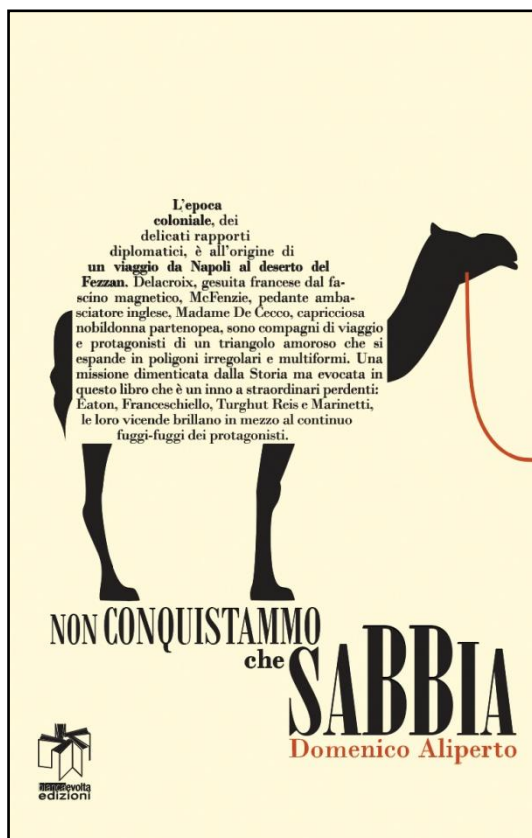 L'epoca
coloniale, dei
delicati rapporti
diplomatici, è all'origine di
un viaggio da Napoli al deserto del
Fezzan. Delacroix, gesuita francese dal fa-
scino magnetico, McFenzie, pedante amba-
sciatore inglese, Madame De Cecco, capricciosa
nobildonna partenopea, sono compagni di viaggio
e protagonisti di un triangolo amoroso che si
espande in poligoni irregolari e multiformi. Una
missione dimenticata dalla Storia ma evocata in
questo libro che è un inno a straordinari perdenti:
Eaton, Franceschiello, Turghut Reis e Marinetti,
le loro vicende brillano in mezzo al continuo
fuggi-fuggi dei protagonisti.
NON CONQUISTAMMO
che
SABBIA
Domenico Aliperto
edizioni